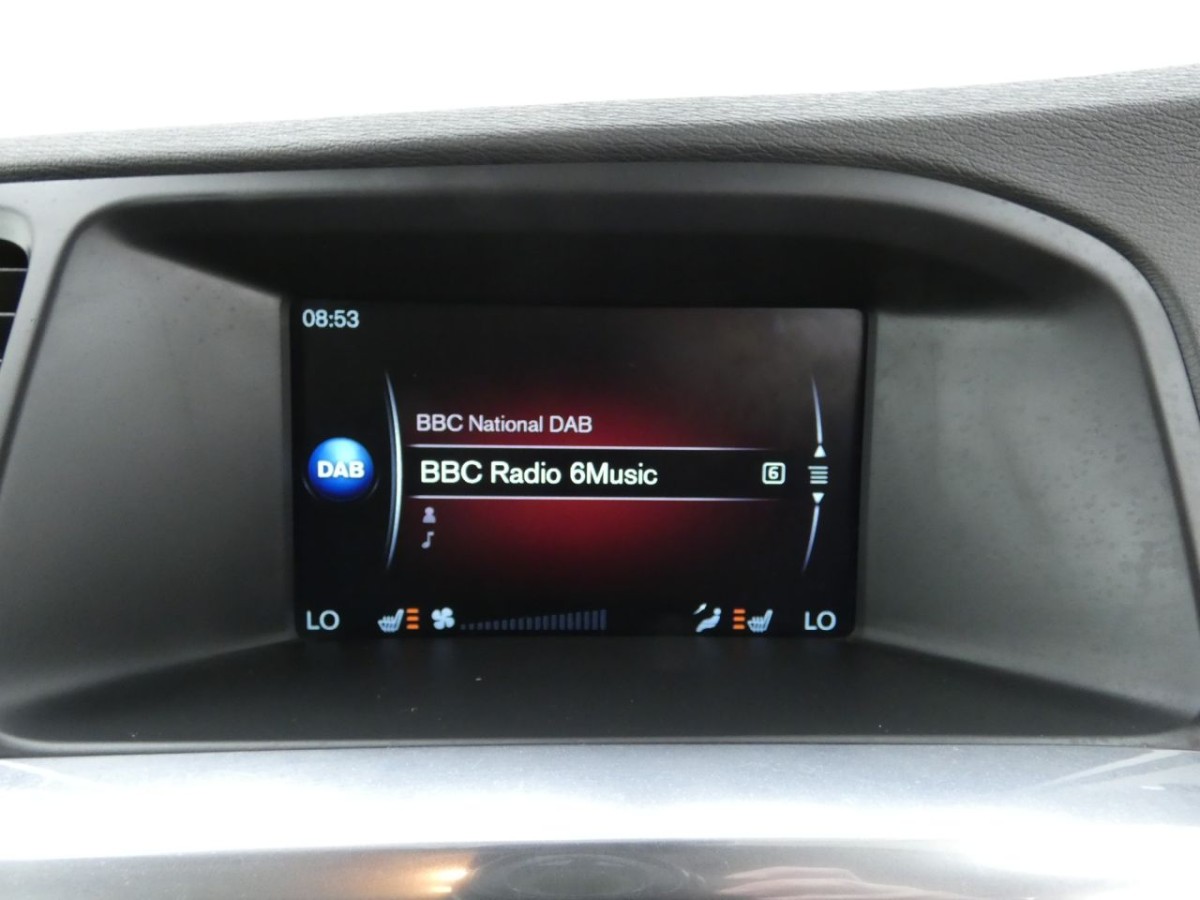 08:53
BBC National DAB
DAB
BBC Radio 6Music 6
LO LO